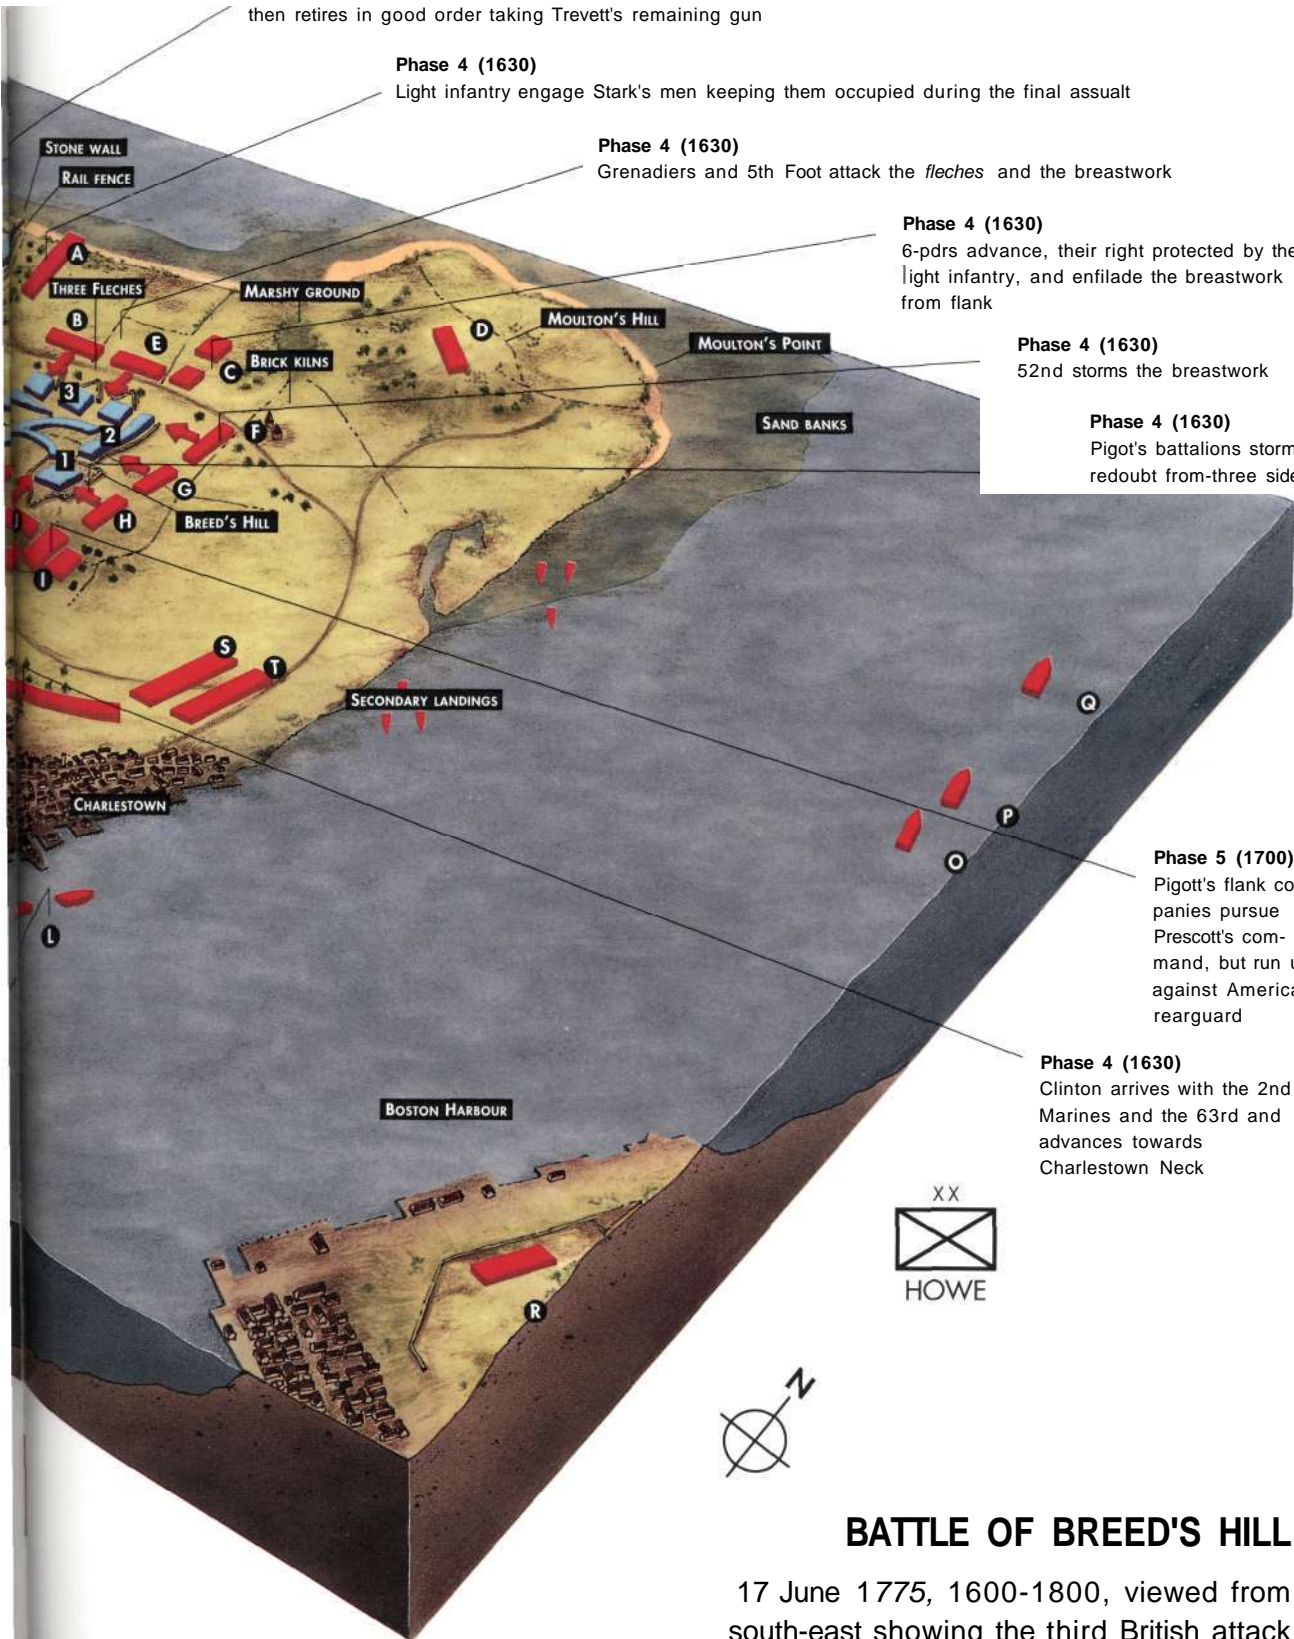 then retires in good order taking Trevett's remaining gun
Phase 4 (1630)
Light infantry engage Stark's men keeping them occupied during the final assualt
Phase 4 (1630)
Grenadiers and 5th Foot attack the fleches and the breastwork
Phase 4 (1630)
6-pdrs advance, their right protected by the
light infantry, and enfilade the breastwork
from flank
Phase 4 (1630)
52nd storms the breastwork
Phase 4 (1630)
Pigot's battalions storm
redoubt from-three side
STONE WALL
RAIL FENCE
A
THREE FLECHES
MARSHY GROUND
B
E
C
D
MOULTON'S HILL
MOULTON'S POINT
BRICK KILNS
3
2
1
F
SAND BANKS
G
H
BREED'S HILL
J
I
S
T
SECONDARY LANDINGS
Q
CHARLESTOWN
P
O
L
Phase 5 (1700)
Pigott's flank co
panies pursue
Prescott's com-
mand, but run u
against America
rearguard
Phase 4 (1630)
Clinton arrives with the 2nd
Marines and the 63rd and
advances towards
Charlestown Neck
BOSTON HARBOUR
R
XX
HOWE
N
BATTLE OF BREED'S HILL
17 June 1775, 1600-1800, viewed from
south-east showing the third British attack